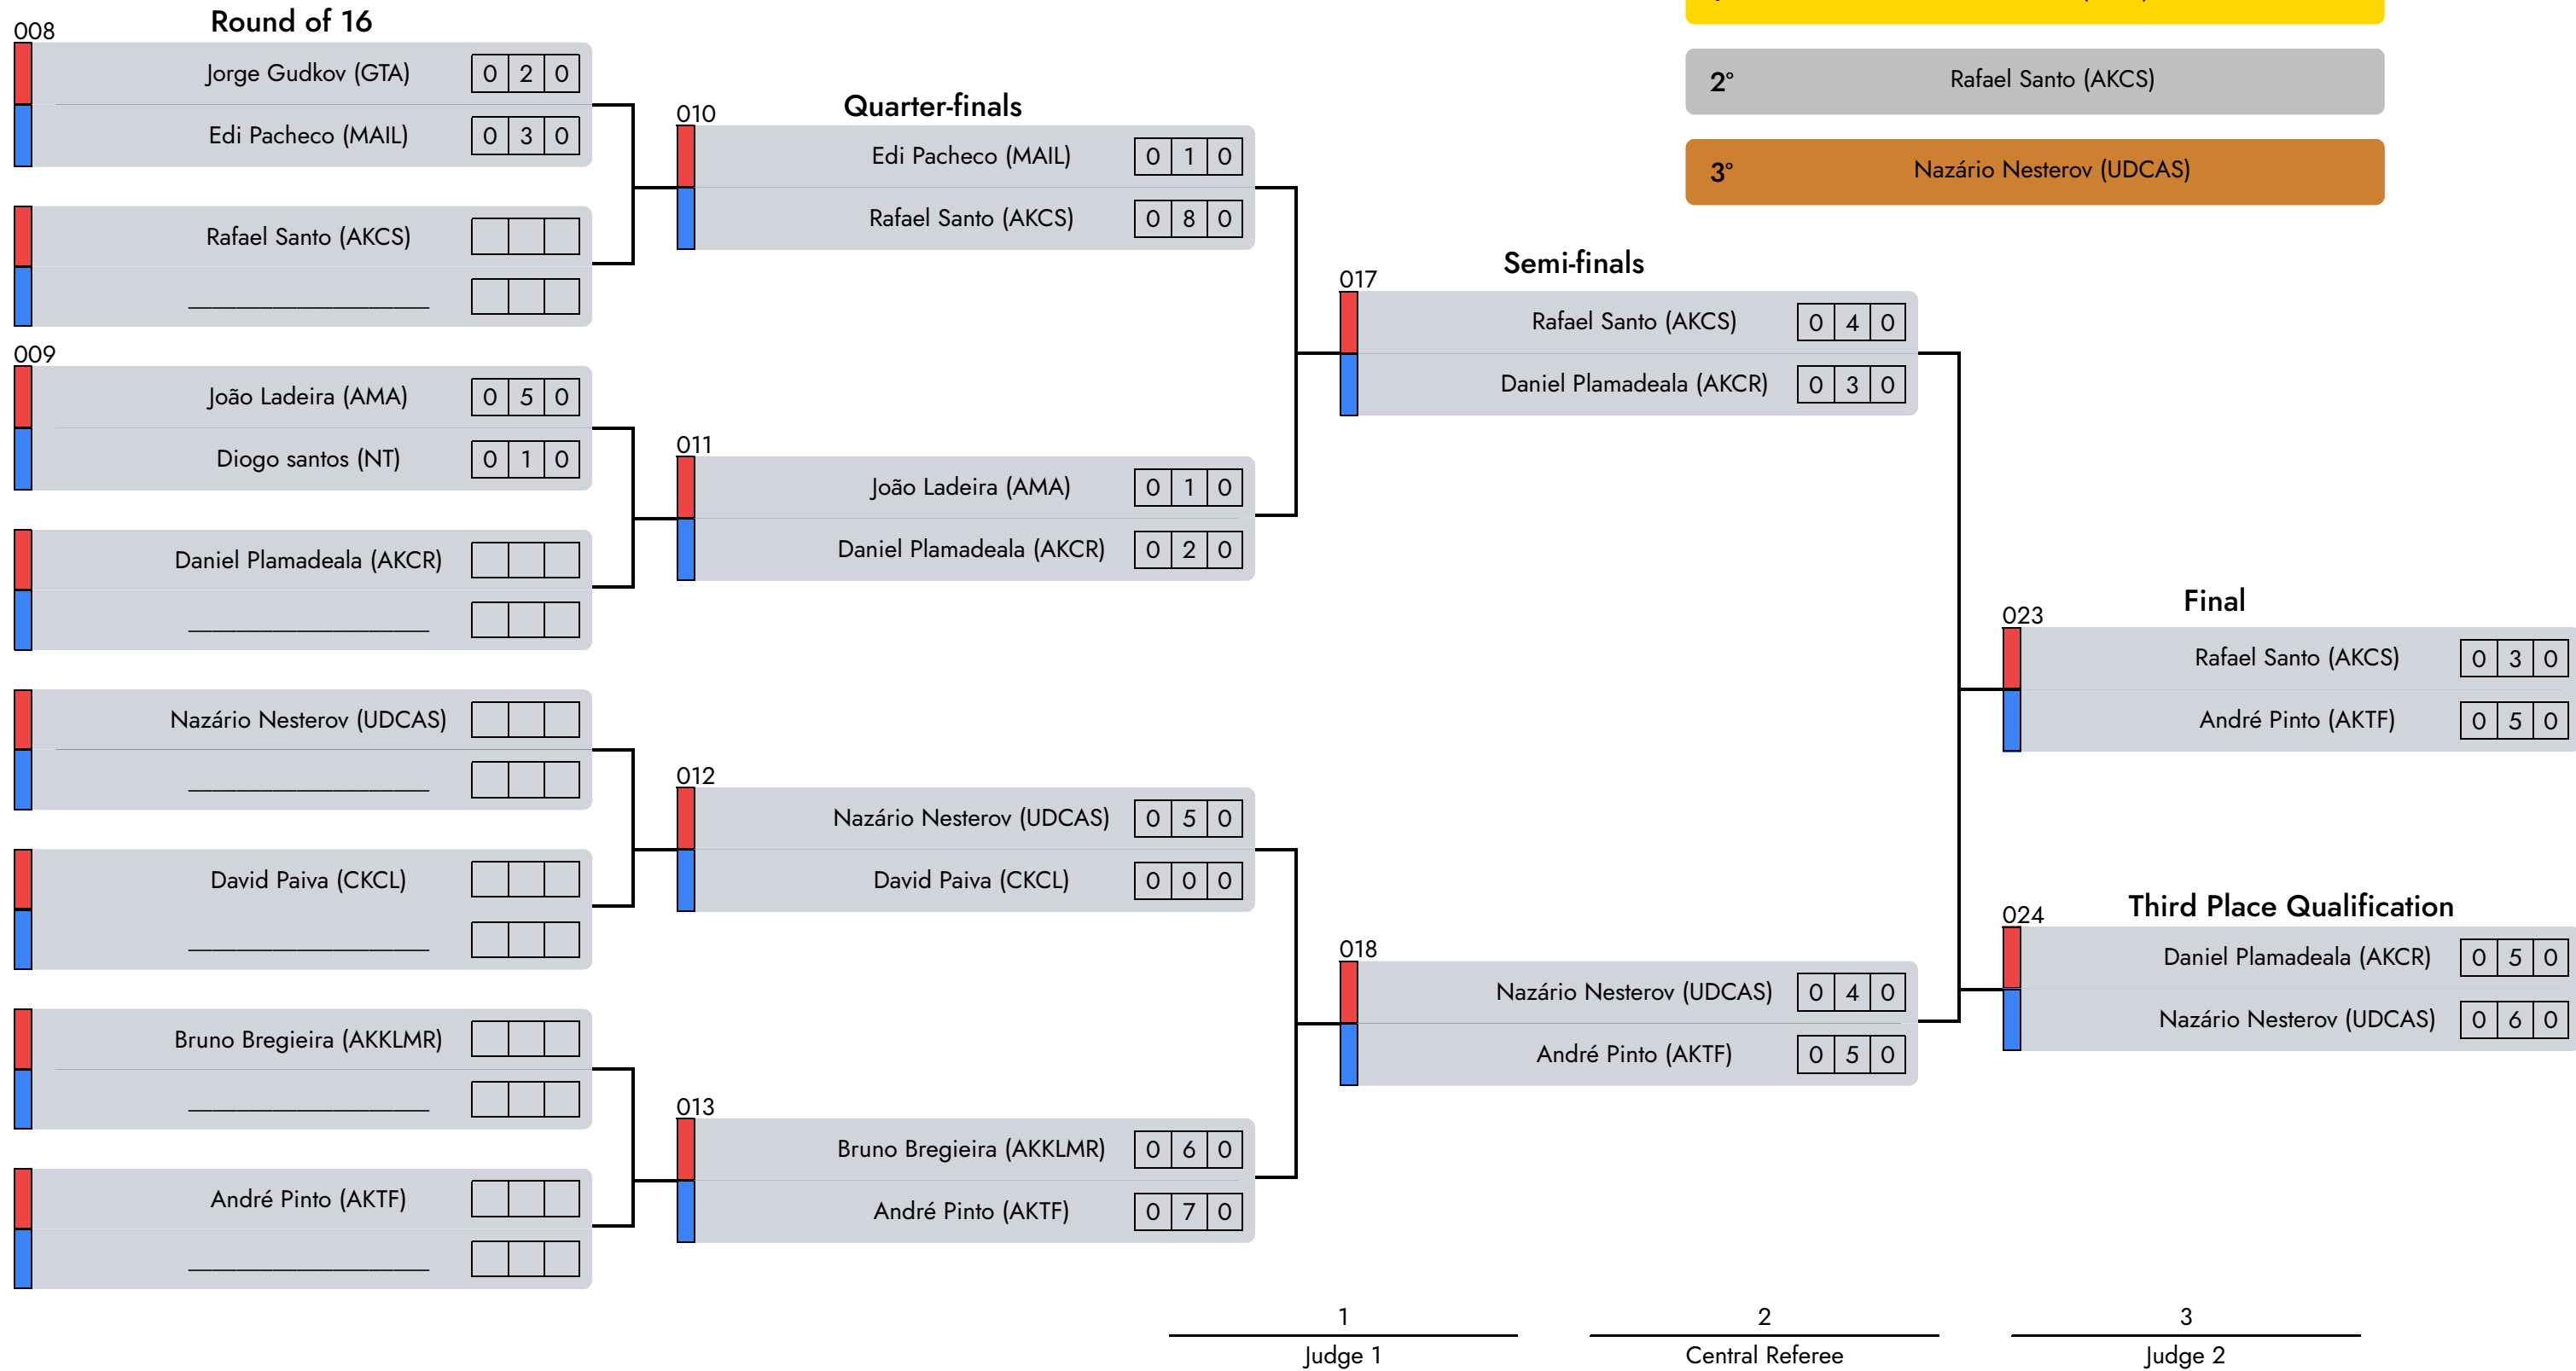 Round of 16
008
Jorge Gudkov (GTA) 0 2 0
Edi Pacheco (MAIL) 0 3 0
Rafael Santo (AKCS)
009
João Ladeira (AMA) 0 5 0
Diogo santos (NT) 0 1 0
Daniel Plamadeala (AKCR)
Nazário Nesterov (UDCAS)
David Paiva (CKCL)
Bruno Bregieira (AKKLMR)
André Pinto (AKTF)
Quarter-finals
010
Edi Pacheco (MAIL) 0 1 0
Rafael Santo (AKCS) 0 8 0
011
João Ladeira (AMA) 0 1 0
Daniel Plamadeala (AKCR) 0 2 0
012
Nazário Nesterov (UDCAS) 0 5 0
David Paiva (CKCL) 0 0 0
013
Bruno Bregieira (AKKLMR) 0 6 0
André Pinto (AKTF) 0 7 0
2° Rafael Santo (AKCS)
3° Nazário Nesterov (UDCAS)
Semi-finals
017
Rafael Santo (AKCS) 0 4 0
Daniel Plamadeala (AKCR) 0 3 0
018
Nazário Nesterov (UDCAS) 0 4 0
André Pinto (AKTF) 0 5 0
Final
023
Rafael Santo (AKCS) 0 3 0
André Pinto (AKTF) 0 5 0
Third Place Qualification
024
Daniel Plamadeala (AKCR) 0 5 0
Nazário Nesterov (UDCAS) 0 6 0
1 2 3
Judge 1 Central Referee Judge 2